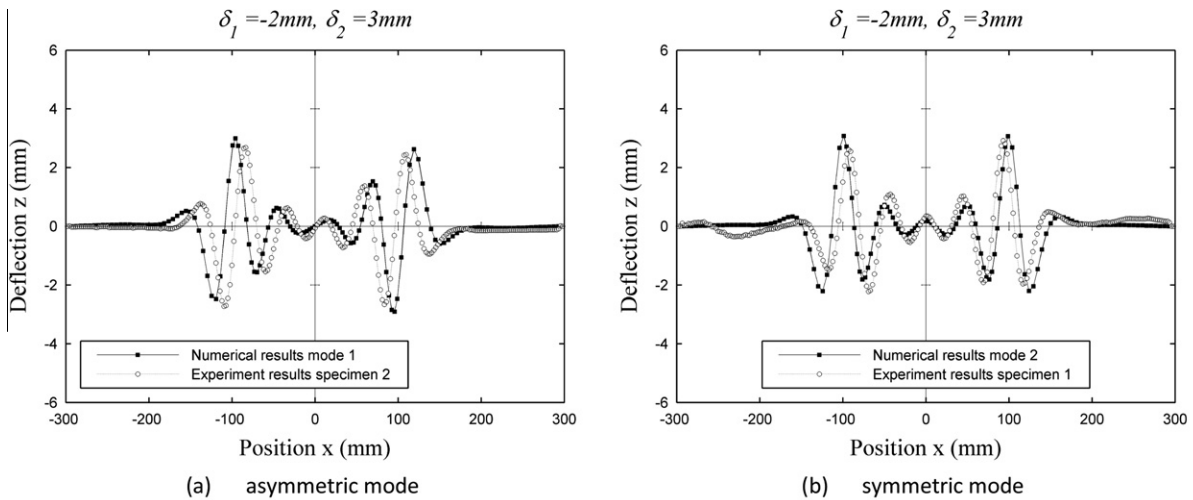 δ1 =-2mm, δ2 =3mm
6
4
2
0
-2
-4
-6
Deflection z (mm)
Numerical results mode 1
Experiment results specimen 2
-300 -200 -100 0 100 200 300
Position x (mm)
(a) asymmetric mode
δ1 =-2mm, δ2 =3mm
6
4
2
0
-2
-4
-6
Deflection z (mm)
Numerical results mode 2
Experiment results specimen 1
-300 -200 -100 0 100 200 300
Position x (mm)
(b) symmetric mode